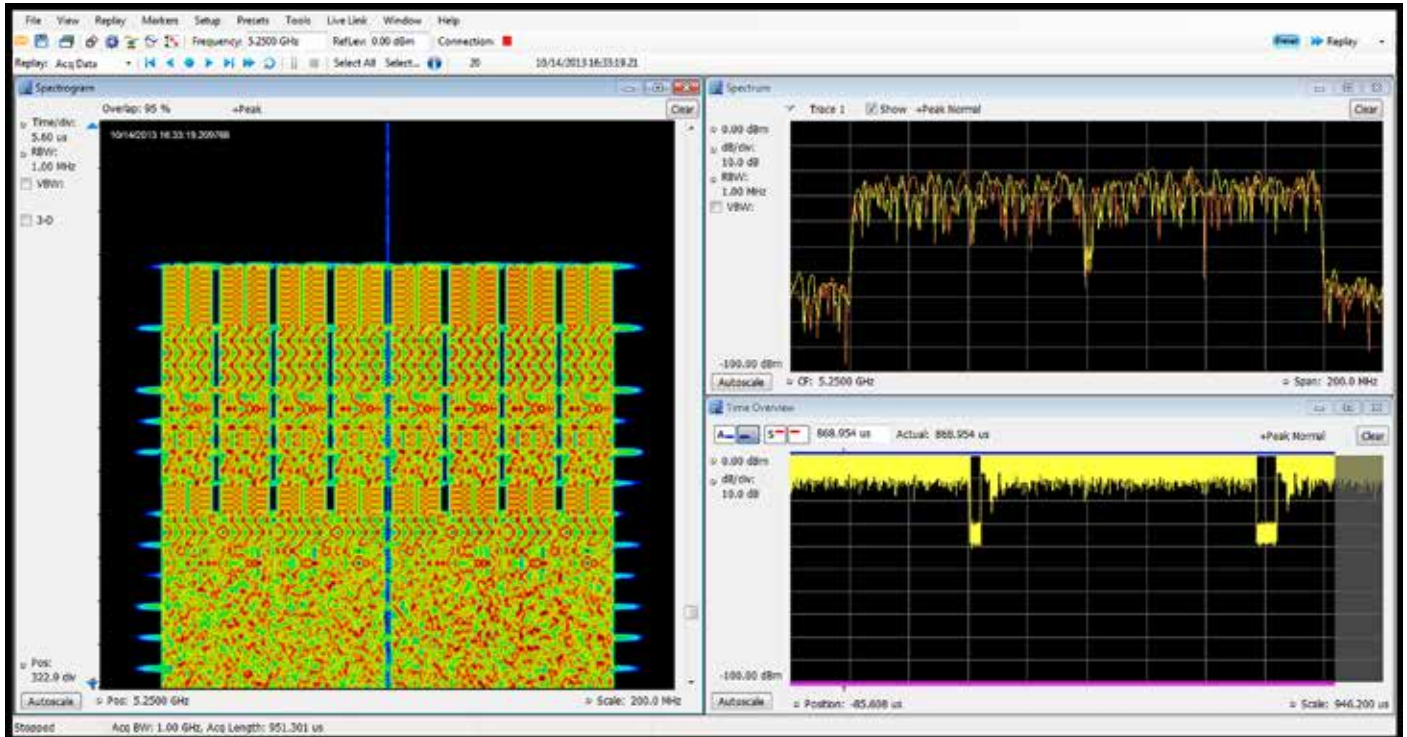 File View Replay Markers Setup Presets Tools Live Link Window Help
Frequency: 5.2500 GHz RefLev: 0.00 dBm Connection: Replay
Replay: Acq Data Select All Select... 20 10/14/2013 16:33:19.21
Spectrogram
Overlap: 95 % +Peak Clear
Time/div:
5.60 us
RBW:
1.00 MHz
VBW:
3-D
10/14/2013 16:33:19.209768
Pos:
322.9 div
Autoscale Pos: 5.2500 GHz Scale: 200.0 MHz
Spectrum
Trace 1 Show +Peak Normal Clear
0.00 dBm
dB/div:
10.0 dB
RBW:
1.00 MHz
VBW:
-100.00 dBm
Autoscale CF: 5.2500 GHz Span: 200.0 MHz
Time Overview
868.954 us Actual: 868.954 us +Peak Normal Clear
0.00 dBm
dB/div:
10.0 dB
-100.00 dBm
Autoscale Position: -85.608 us Scale: 946.200 us
Stopped Acq BW: 1.00 GHz, Acq Length: 951.301 us